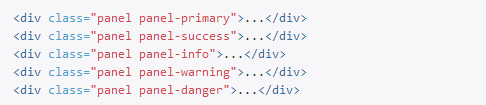 <div class="panel panel-primary">...</div>
<div class="panel panel-success">...</div>
<div class="panel panel-info">...</div>
<div class="panel panel-warning">...</div>
<div class="panel panel-danger">...</div>